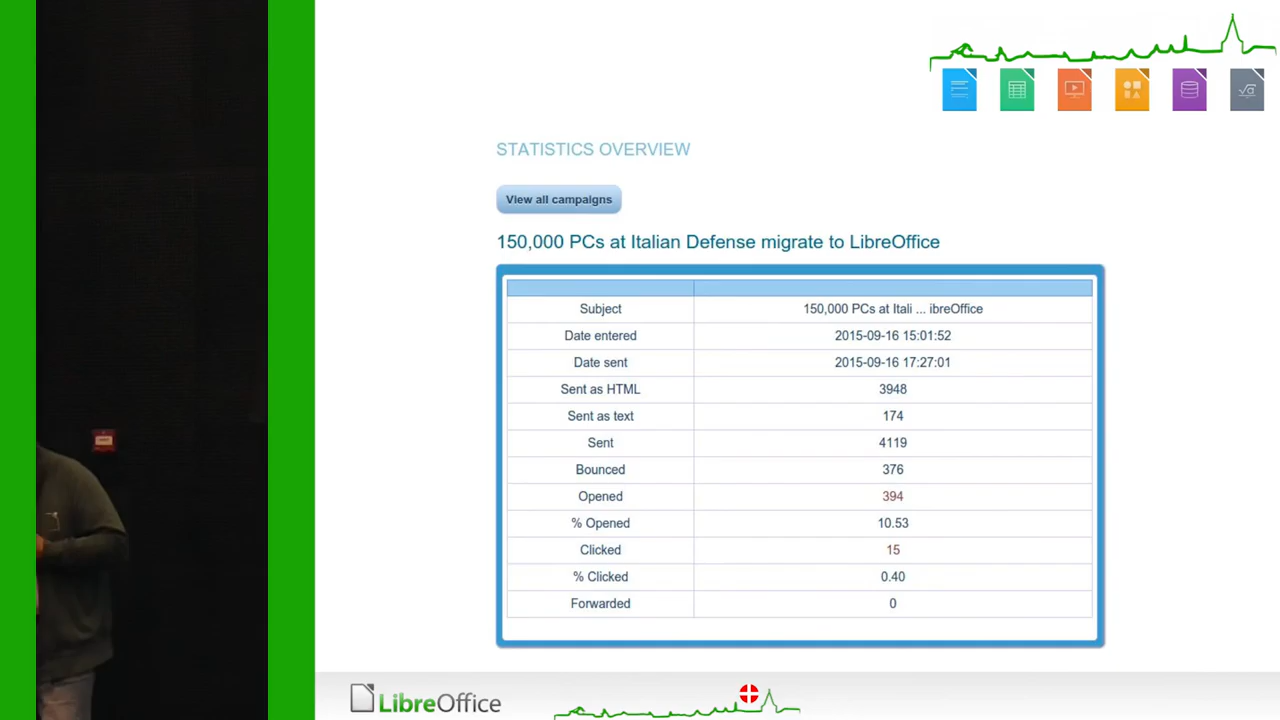 STATISTICS OVERVIEW
View all campaigns
150,000 PCs at Italian Defense migrate to LibreOffice
Subject 150,000 PCs at Itali ... ibreOffice
Date entered 2015-09-16 15:01:52
Date sent 2015-09-16 17:27:01
Sent as HTML 3948
Sent as text 174
Sent 4119
Bounced 376
Opened 394
% Opened 10.53
Clicked 15
% Clicked 0.40
Forwarded 0
LibreOffice